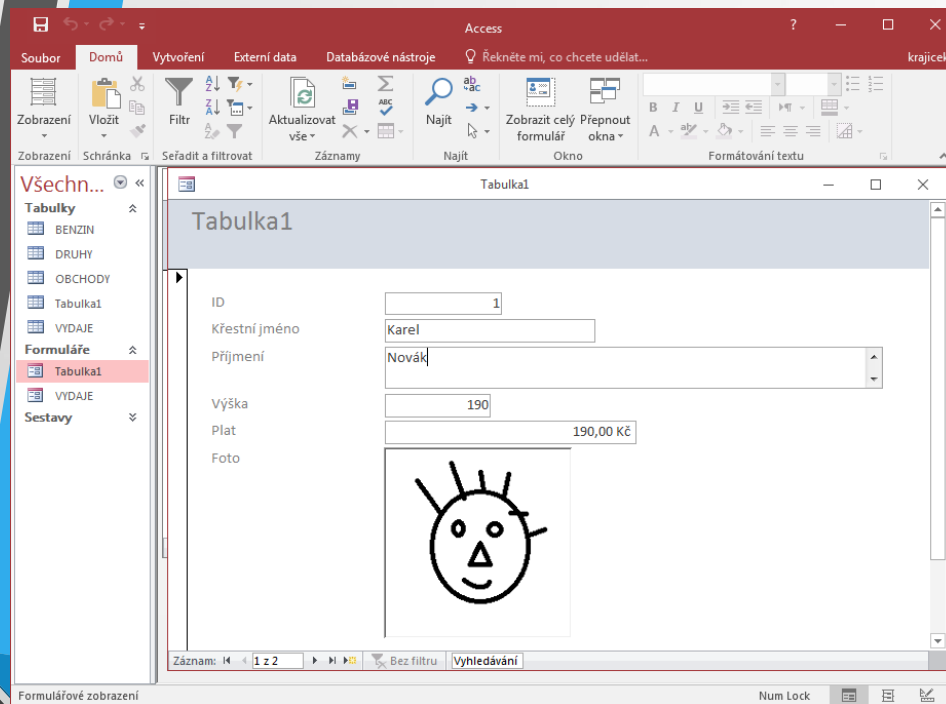 Access
Soubor Domů Vytvoření Externí data Databázové nástroje Řekněte mi, co chcete udělat... krajicek
Zobrazení Vložit Filtr Aktualizovat vše Najít Zobrazit celý formulář Přepnout okna
Zobrazení Schránka Seřadit a filtrovat Záznamy Najít Okno Formátování textu
Všechn...
Tabulky
BENZIN
DRUHY
OBCHODY
Tabulka1
VYDAJE
Formuláře
Tabulka1
VYDAJE
Sestavy
Tabulka1
Tabulka1
ID 1
Křestní jméno Karel
Příjmení Novák
Výška 190
Plat 190,00 Kč
Foto
Záznam: 1 z 2 Bez filtru Vyhledávání
Formulářové zobrazení Num Lock